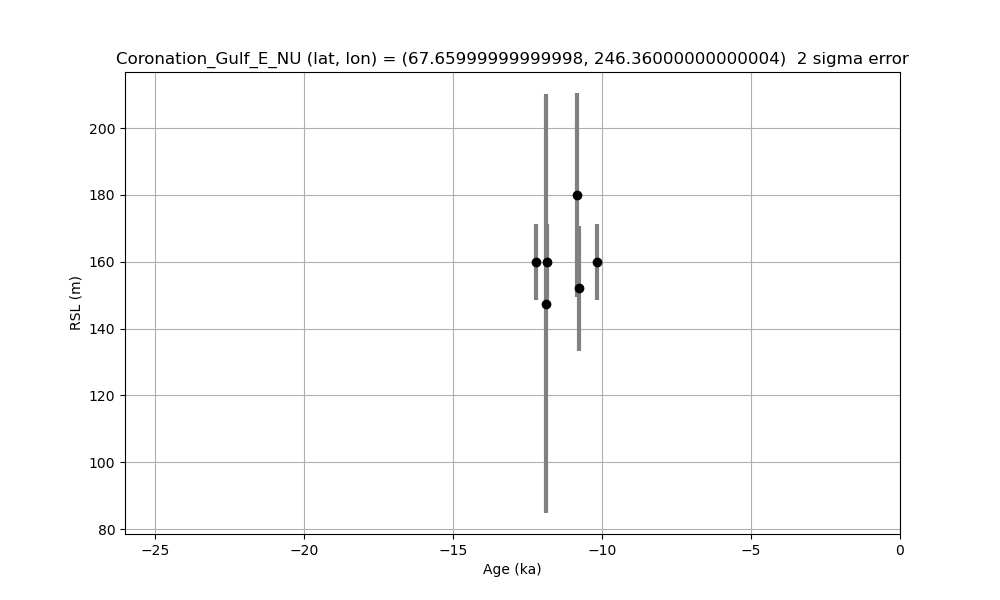 Coronation_Gulf_E_NU (lat, lon) = (67.65999999999998, 246.36000000000004)  2 sigma error
RSL (m)
200
180
160
140
120
100
80
−25 −20 −15 −10 −5 0
Age (ka)